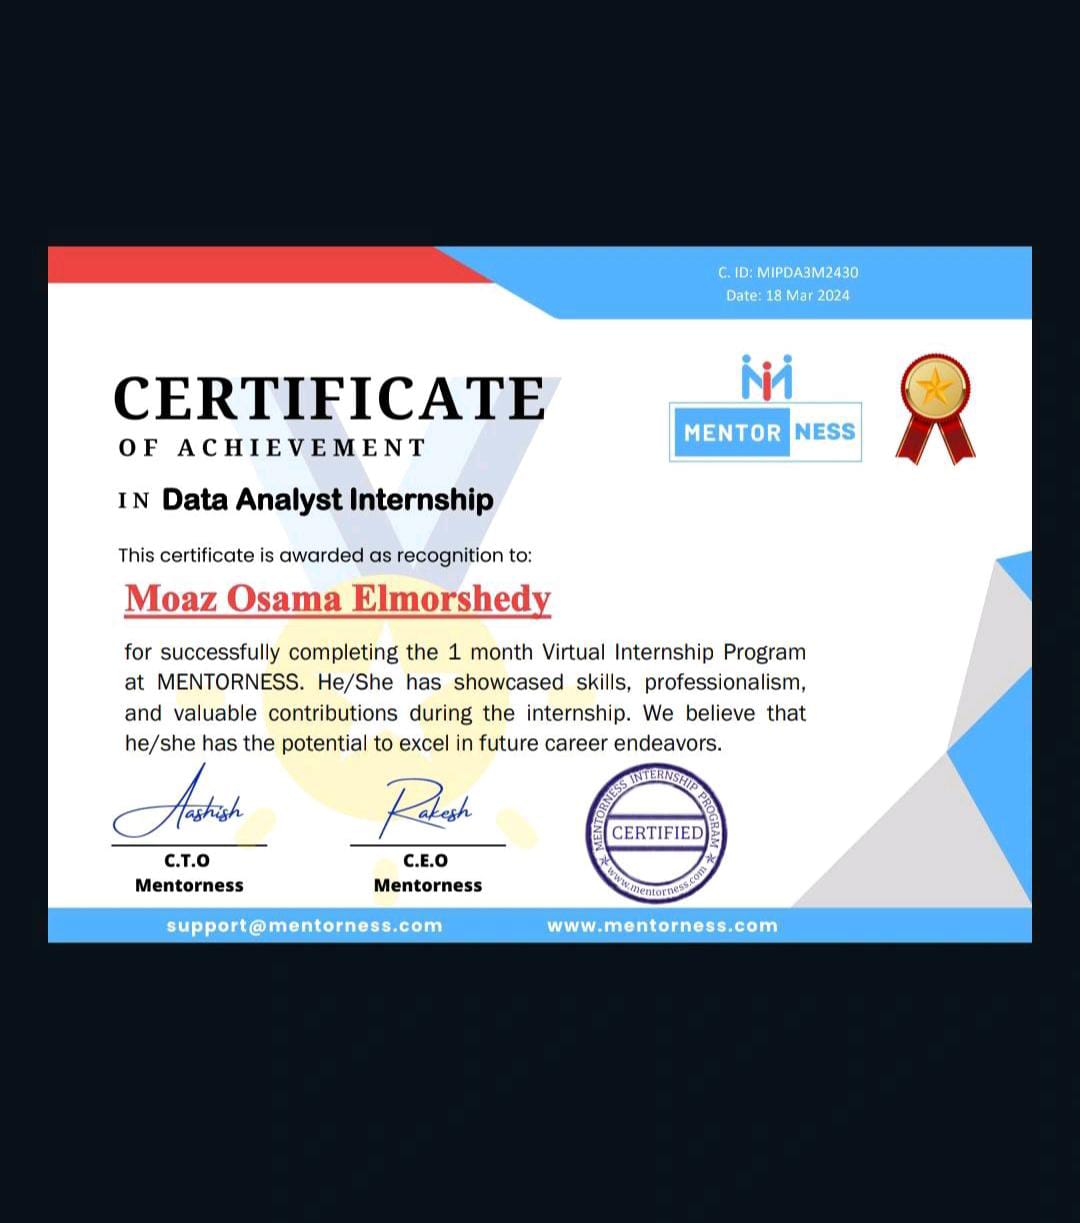 C. ID: MIPDA3M2430
Date: 18 Mar 2024
MENTOR NESS
CERTIFICATE
OF ACHIEVEMENT
IN Data Analyst Internship
This certificate is awarded as recognition to:
Moaz Osama Elmorshedy
for successfully completing the 1 month Virtual Internship Program
at MENTORNESS. He/She has showcased skills, professionalism,
and valuable contributions during the internship. We believe that
he/she has the potential to excel in future career endeavors.
Aashish
C.T.O
Mentorness
Rakesh
C.E.O
Mentorness
MENTORNESS INTERNSHIP PROGRAM
CERTIFIED
www.mentorness.com
support@mentorness.com
www.mentorness.com